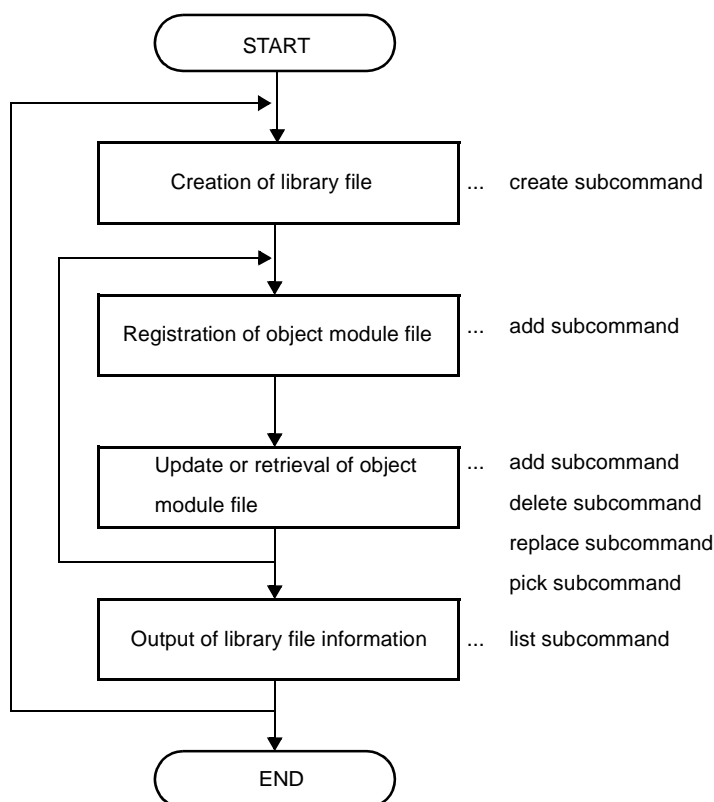 START
Creation of library file ... create subcommand
Registration of object module file ... add subcommand
Update or retrieval of object ... add subcommand
module file delete subcommand
replace subcommand
pick subcommand
Output of library file information ... list subcommand
END